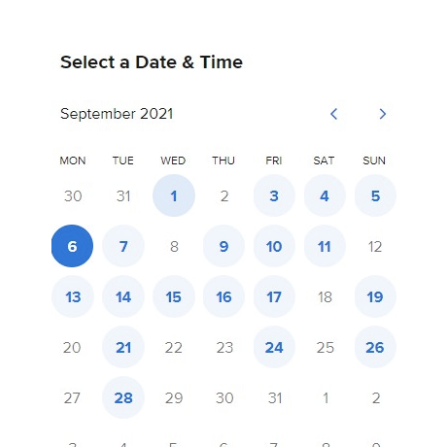 Select a Date & Time
September 2021
MON TUE WED THU FRI SAT SUN
30 31 1 2 3 4 5
6 7 8 9 10 11 12
13 14 15 16 17 18 19
20 21 22 23 24 25 26
27 28 29 30 31 1 2